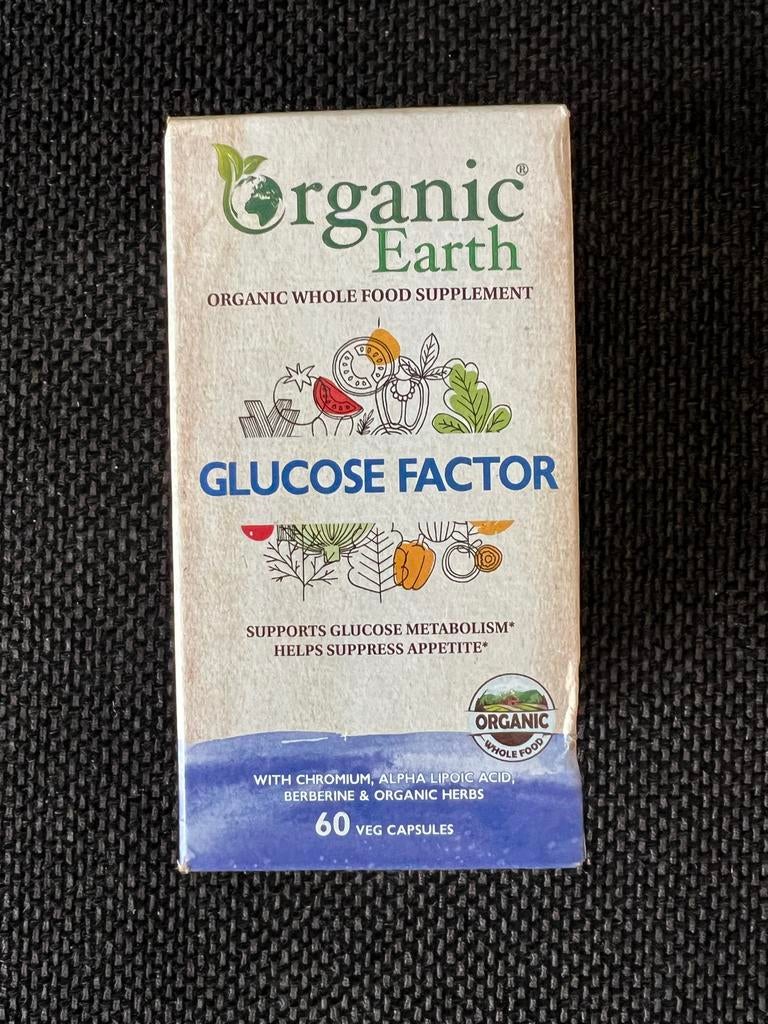 Organic®
Earth
ORGANIC WHOLE FOOD SUPPLEMENT
GLUCOSE FACTOR
SUPPORTS GLUCOSE METABOLISM*
HELPS SUPPRESS APPETITE*
ORGANIC
WHOLE FOOD
WITH CHROMIUM, ALPHA LIPOIC ACID,
BERBERINE & ORGANIC HERBS
60 VEG CAPSULES